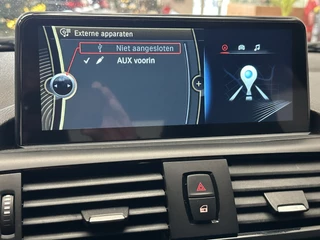 Externe apparaten
Niet aangesloten
AUX voorin